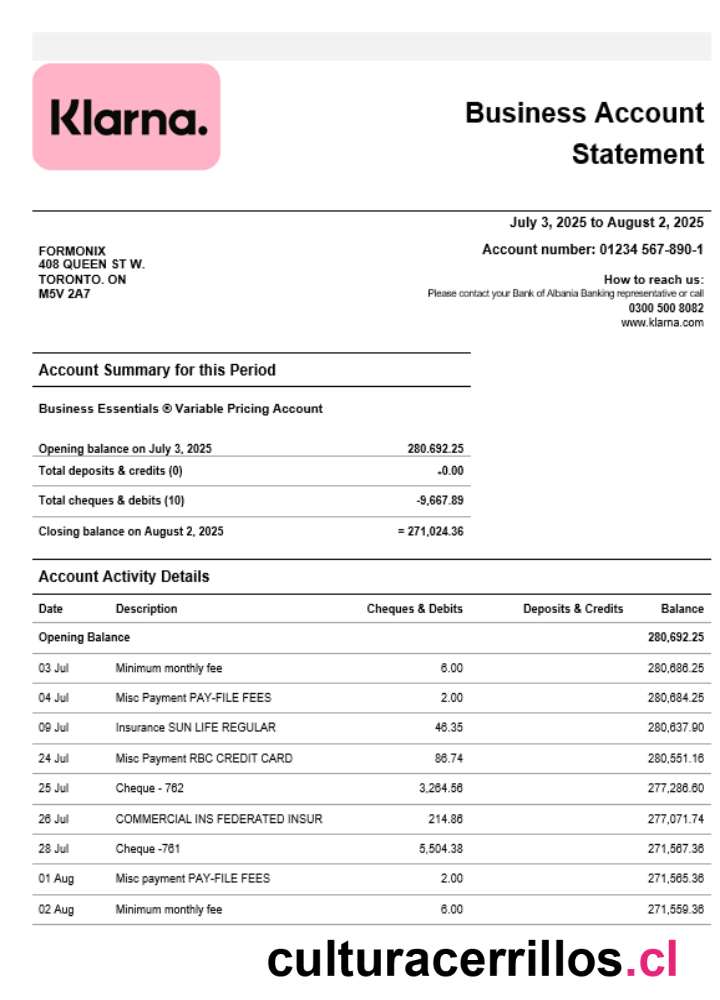 Klarna.
Business Account
Statement
July 3, 2025 to August 2, 2025
Account number: 01234 567-890-1
FORMONIX
408 QUEEN ST W.
TORONTO. ON
M5V 2A7
How to reach us:
Please contact your Bank of Albania Banking representative or call
0300 500 8082
www.klarna.com
Account Summary for this Period
Business Essentials ® Variable Pricing Account
Opening balance on July 3, 2025 280.692.25
Total deposits & credits (0) -0.00
Total cheques & debits (10) -9,667.89
Closing balance on August 2, 2025 = 271,024.36
Account Activity Details
Date Description Cheques & Debits Deposits & Credits Balance
Opening Balance 280,692.25
03 Jul Minimum monthly fee 6.00 280,686.25
04 Jul Misc Payment PAY-FILE FEES 2.00 280,684.25
09 Jul Insurance SUN LIFE REGULAR 46.35 280,637.90
24 Jul Misc Payment RBC CREDIT CARD 86.74 280,551.16
25 Jul Cheque - 762 3,264.56 277,286.60
26 Jul COMMERCIAL INS FEDERATED INSUR 214.86 277,071.74
28 Jul Cheque -761 5,504.38 271,567.36
01 Aug Misc payment PAY-FILE FEES 2.00 271,565.36
02 Aug Minimum monthly fee 6.00 271,559.36
culturacerrillos.cl